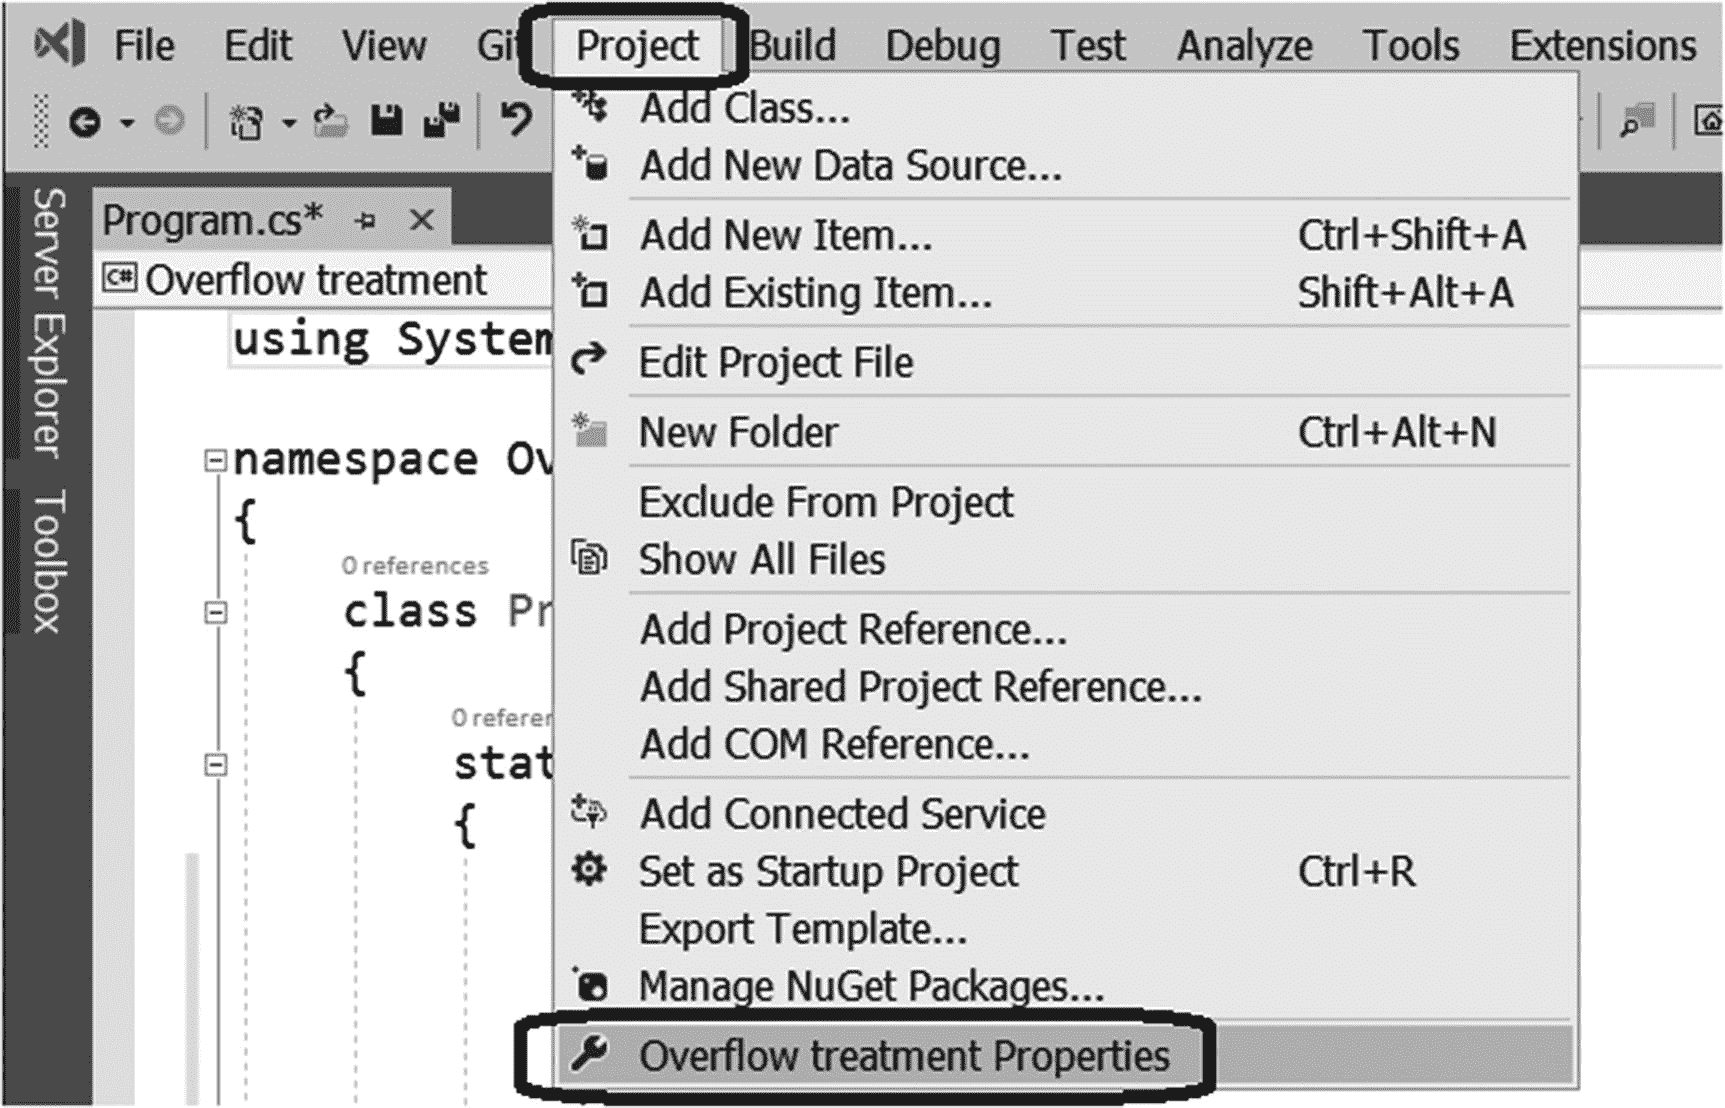 File Edit View Git Project Build Debug Test Analyze Tools Extensions
Add Class...
Add New Data Source...
Add New Item... Ctrl+Shift+A
Add Existing Item... Shift+Alt+A
Edit Project File
New Folder Ctrl+Alt+N
Exclude From Project
Show All Files
Add Project Reference...
Add Shared Project Reference...
Add COM Reference...
Add Connected Service
Set as Startup Project Ctrl+R
Export Template...
Manage NuGet Packages...
Overflow treatment Properties
Server Explorer
Toolbox
Program.cs*
C# Overflow treatment
using System
namespace Ov
{
0 references
class Pr
{
0 referen
stat
{